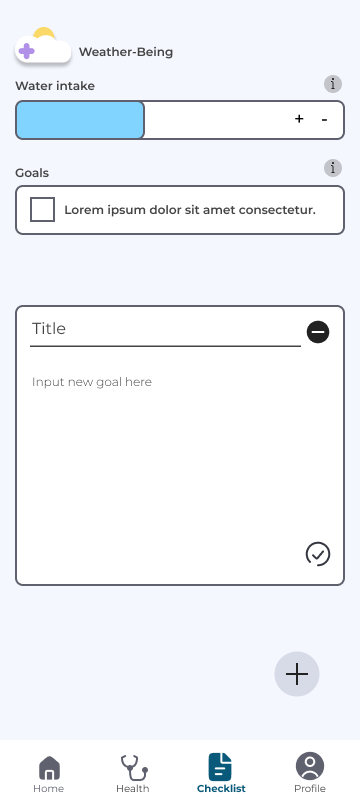 Weather-Being
Water intake
i
+ -
Goals
i
Lorem ipsum dolor sit amet consectetur.
Title
Input new goal here
Home
Health
Checklist
Profile